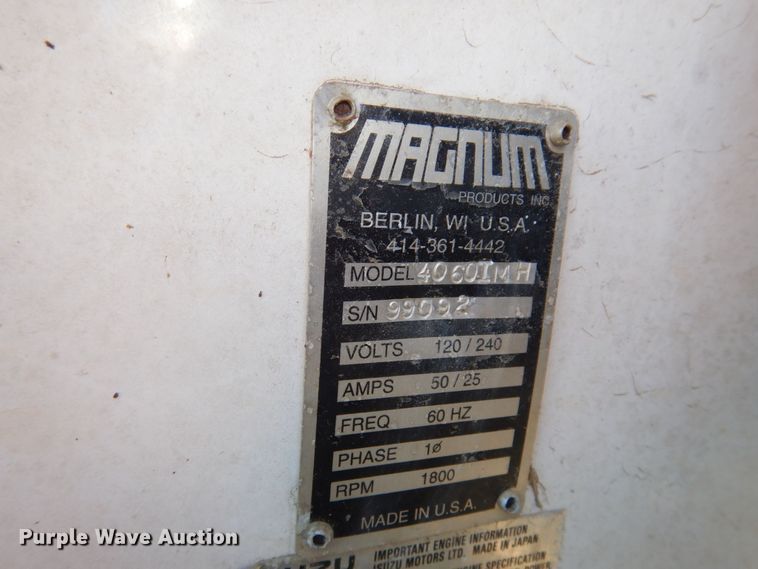 MAGNUM
PRODUCTS INC.
BERLIN, WI U.S.A.
414-361-4442
MODEL 4060IMH
S/N 99092
VOLTS 120 / 240
AMPS 50 / 25
FREQ 60 HZ
PHASE 1ø
RPM 1800
MADE IN U.S.A.
IMPORTANT ENGINE INFORMATION
ISUZU MOTORS LTD. MADE IN JAPAN
SPECIFICATION
Purple Wave Auction